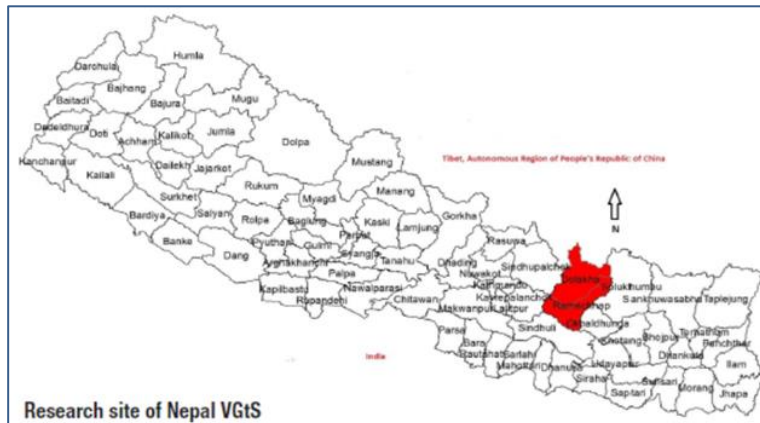 Humla
Darchula
Bajhang
Mugu
Baitadi
Bajura
Dadeldhura
Doti
Kalikot
Jumla
Dolpa
Achham
Tibet, Autonomous Region of People's Republic of China
Kanchanpur
Dailekh
Jajarkot
Mustang
Kailali
Rukum
Manang
Surkhet
Myagdi
Gorkha
N
Bardiya
Salyan
Rolpa
Baglung
Kaski
Lamjung
Rasuwa
Banke
Pyuthan
Gulmi
Parbat
Syangja
Dhading
Sindhupalchok
Dang
Tanahu
Nuwakot
Dolakha
Solukhumbu
Arghakhanchi
Palpa
Kathmandu
Sankhuwasabha
Taplejung
Kapilbastu
Nawalparasi
Chitawan
Kavrepalanchok
Ramechhap
Rupandehi
Makwanpur
Lalitpur
Sindhuli
Okhaldhunga
Parsa
Khotang
Bhojpur
Panchthar
Bara
Dhankuta
India
Rautahat
Sarlahi
Udayapur
Ilam
Mahottari
Dhanusa
Siraha
Sunsari
Morang
Jhapa
Saptari
Research site of Nepal VGtS